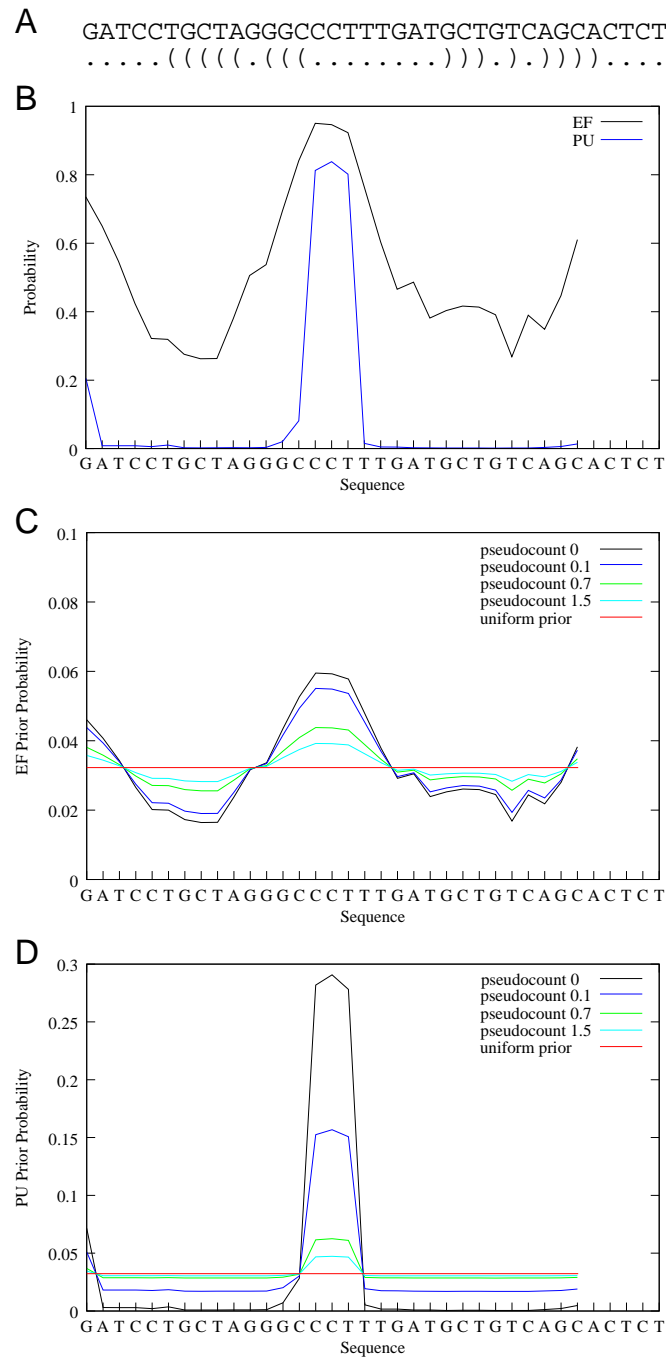 A
GATCCTGCTAGGGCCCTTTGATGCTGTCAGCACTCT
.....(((((.(((........))).).))))....
B
1
0.8
0.6
0.4
0.2
0
Probability
EF
PU
G A T C C T G C T A G G G C C C T T T G A T G C T G T C A G C A C T C T
Sequence
C
0.1
0.08
0.06
0.04
0.02
0
EF Prior Probability
pseudocount 0
pseudocount 0.1
pseudocount 0.7
pseudocount 1.5
uniform prior
G A T C C T G C T A G G G C C C T T T G A T G C T G T C A G C A C T C T
Sequence
D
0.3
0.25
0.2
0.15
0.1
0.05
0
PU Prior Probability
pseudocount 0
pseudocount 0.1
pseudocount 0.7
pseudocount 1.5
uniform prior
G A T C C T G C T A G G G C C C T T T G A T G C T G T C A G C A C T C T
Sequence